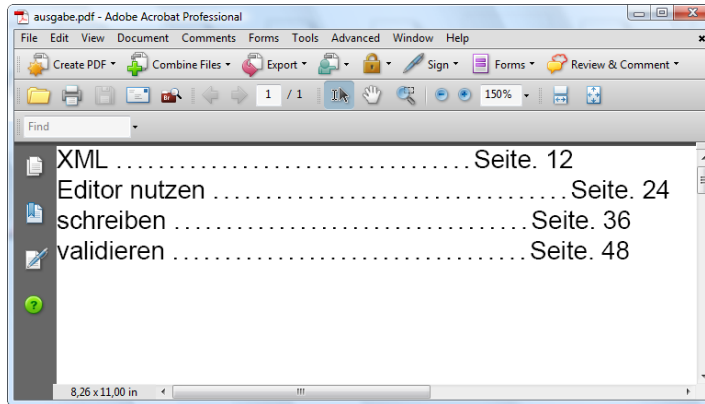 ausgabe.pdf - Adobe Acrobat Professional
File Edit View Document Comments Forms Tools Advanced Window Help
Create PDF Combine Files Export Sign Forms Review & Comment
1 / 1 150%
Find
XML ..................................Seite. 12
Editor nutzen ..................................Seite. 24
schreiben ..................................Seite. 36
validieren ..................................Seite. 48
8,26 x 11,00 in